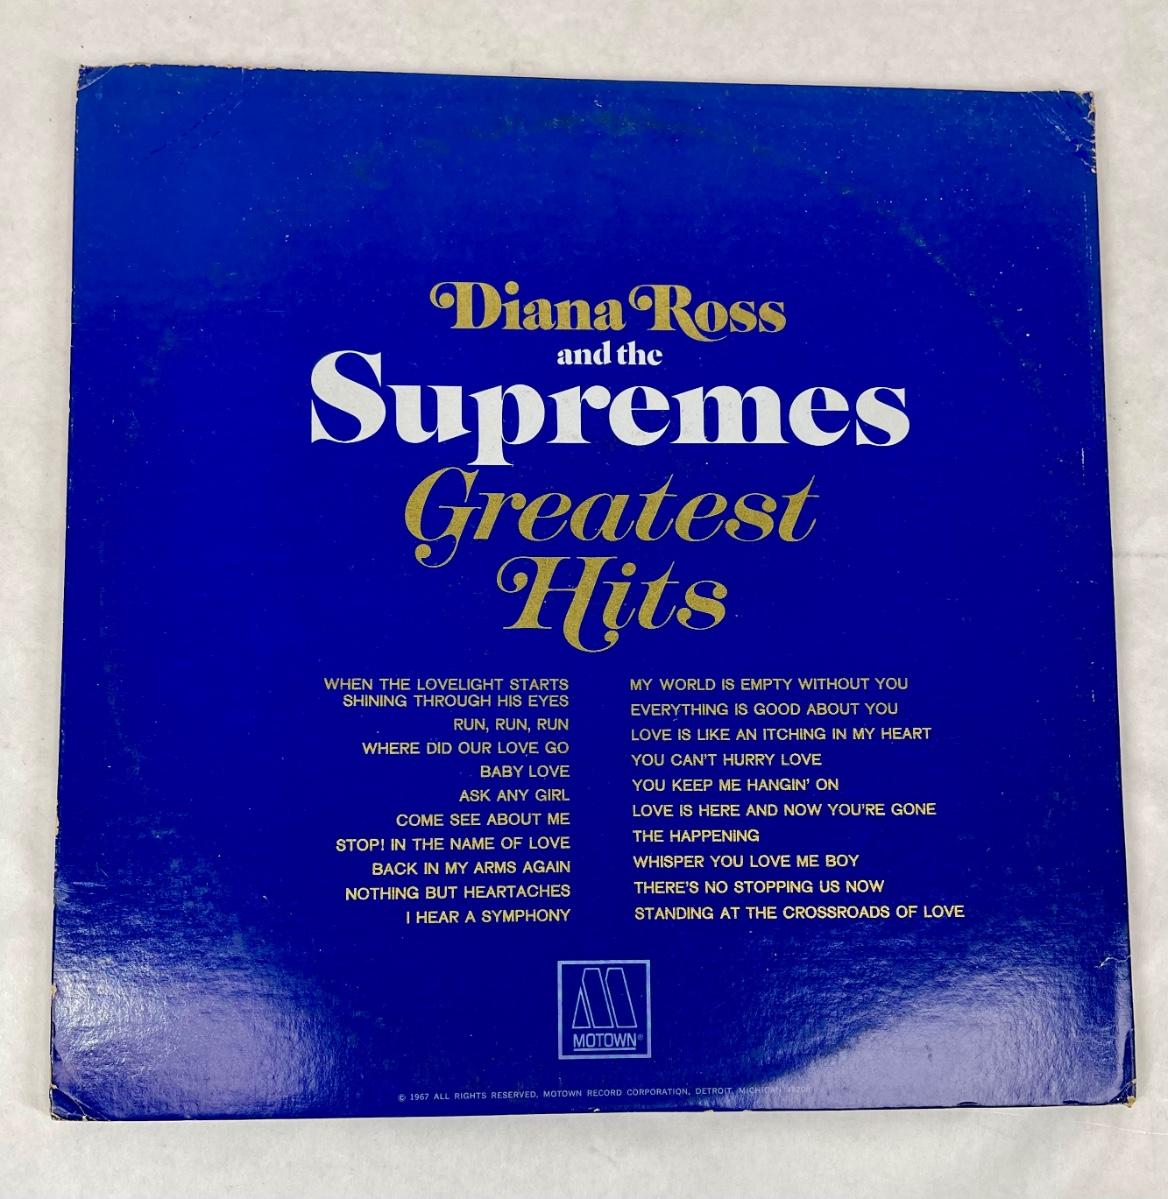 Diana Ross
and the
Supremes
Greatest
Hits
WHEN THE LOVELIGHT STARTS
SHINING THROUGH HIS EYES
RUN, RUN, RUN
WHERE DID OUR LOVE GO
BABY LOVE
ASK ANY GIRL
COME SEE ABOUT ME
STOP! IN THE NAME OF LOVE
BACK IN MY ARMS AGAIN
NOTHING BUT HEARTACHES
I HEAR A SYMPHONY
MY WORLD IS EMPTY WITHOUT YOU
EVERYTHING IS GOOD ABOUT YOU
LOVE IS LIKE AN ITCHING IN MY HEART
YOU CAN'T HURRY LOVE
YOU KEEP ME HANGIN' ON
LOVE IS HERE AND NOW YOU'RE GONE
THE HAPPENING
WHISPER YOU LOVE ME BOY
THERE'S NO STOPPING US NOW
STANDING AT THE CROSSROADS OF LOVE
M
MOTOWN®
© 1967 ALL RIGHTS RESERVED, MOTOWN RECORD CORPORATION, DETROIT, MICHIGAN